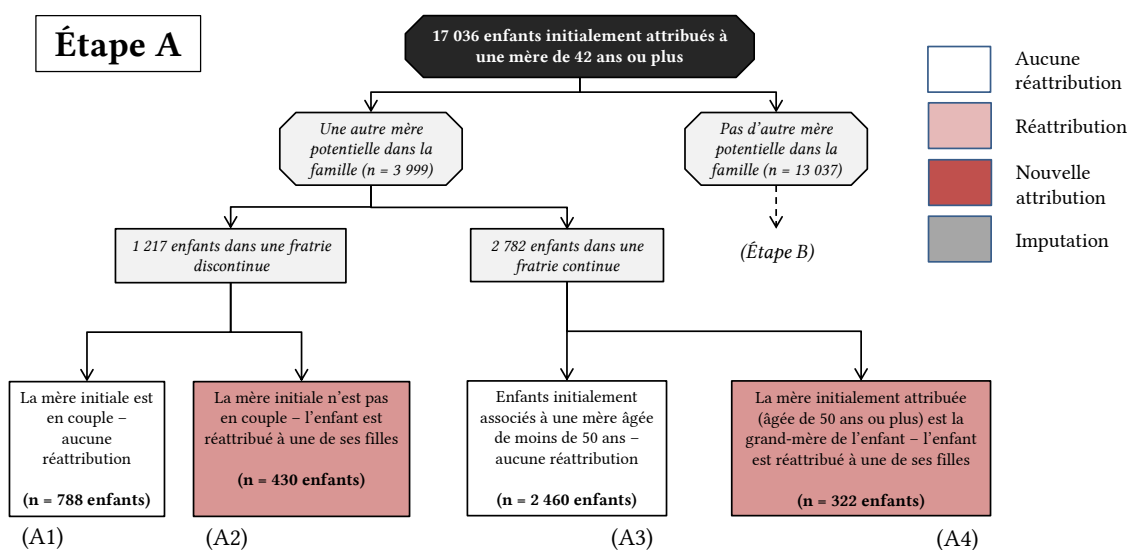 Étape A
17 036 enfants initialement attribués à
une mère de 42 ans ou plus
Aucune
réattribution
Réattribution
Nouvelle
attribution
Imputation
Une autre mère
potentielle dans la
famille (n = 3 999)
Pas d'autre mère
potentielle dans la
famille (n = 13 037)
1 217 enfants dans une fratrie
discontinue
2 782 enfants dans une
fratrie continue
(Étape B)
La mère initiale est
en couple –
aucune
réattribution
(n = 788 enfants)
La mère initiale n'est pas
en couple – l'enfant est
réattribué à une de ses filles
(n = 430 enfants)
Enfants initialement
associés à une mère âgée
de moins de 50 ans –
aucune réattribution
(n = 2 460 enfants)
La mère initialement attribuée
(âgée de 50 ans ou plus) est la
grand-mère de l'enfant – l'enfant
est réattribué à une de ses filles
(n = 322 enfants)
(A1)
(A2)
(A3)
(A4)